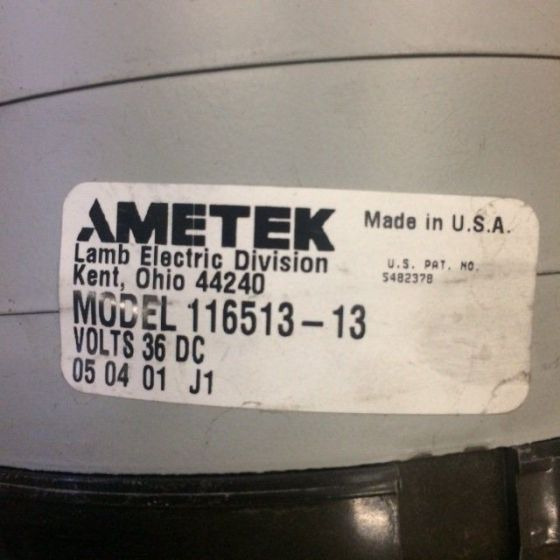 AMETEK
Made in U.S.A.
Lamb Electric Division
U.S. PAT. NO.
Kent, Ohio 44240
5482378
MODEL 116513-13
VOLTS 36 DC
05 04 01 J1